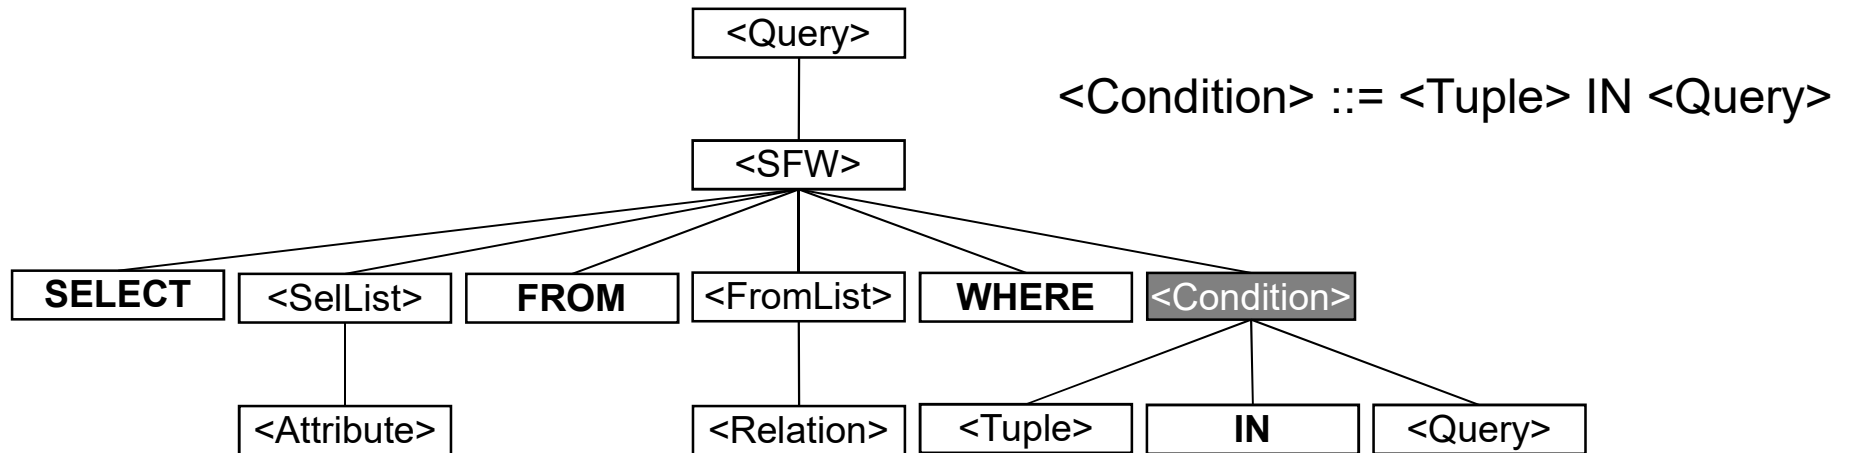 <Query>
<Condition> ::= <Tuple> IN <Query>
<SFW>
SELECT <SelList> FROM <FromList> WHERE <Condition>
<Attribute> <Relation> <Tuple> IN <Query>